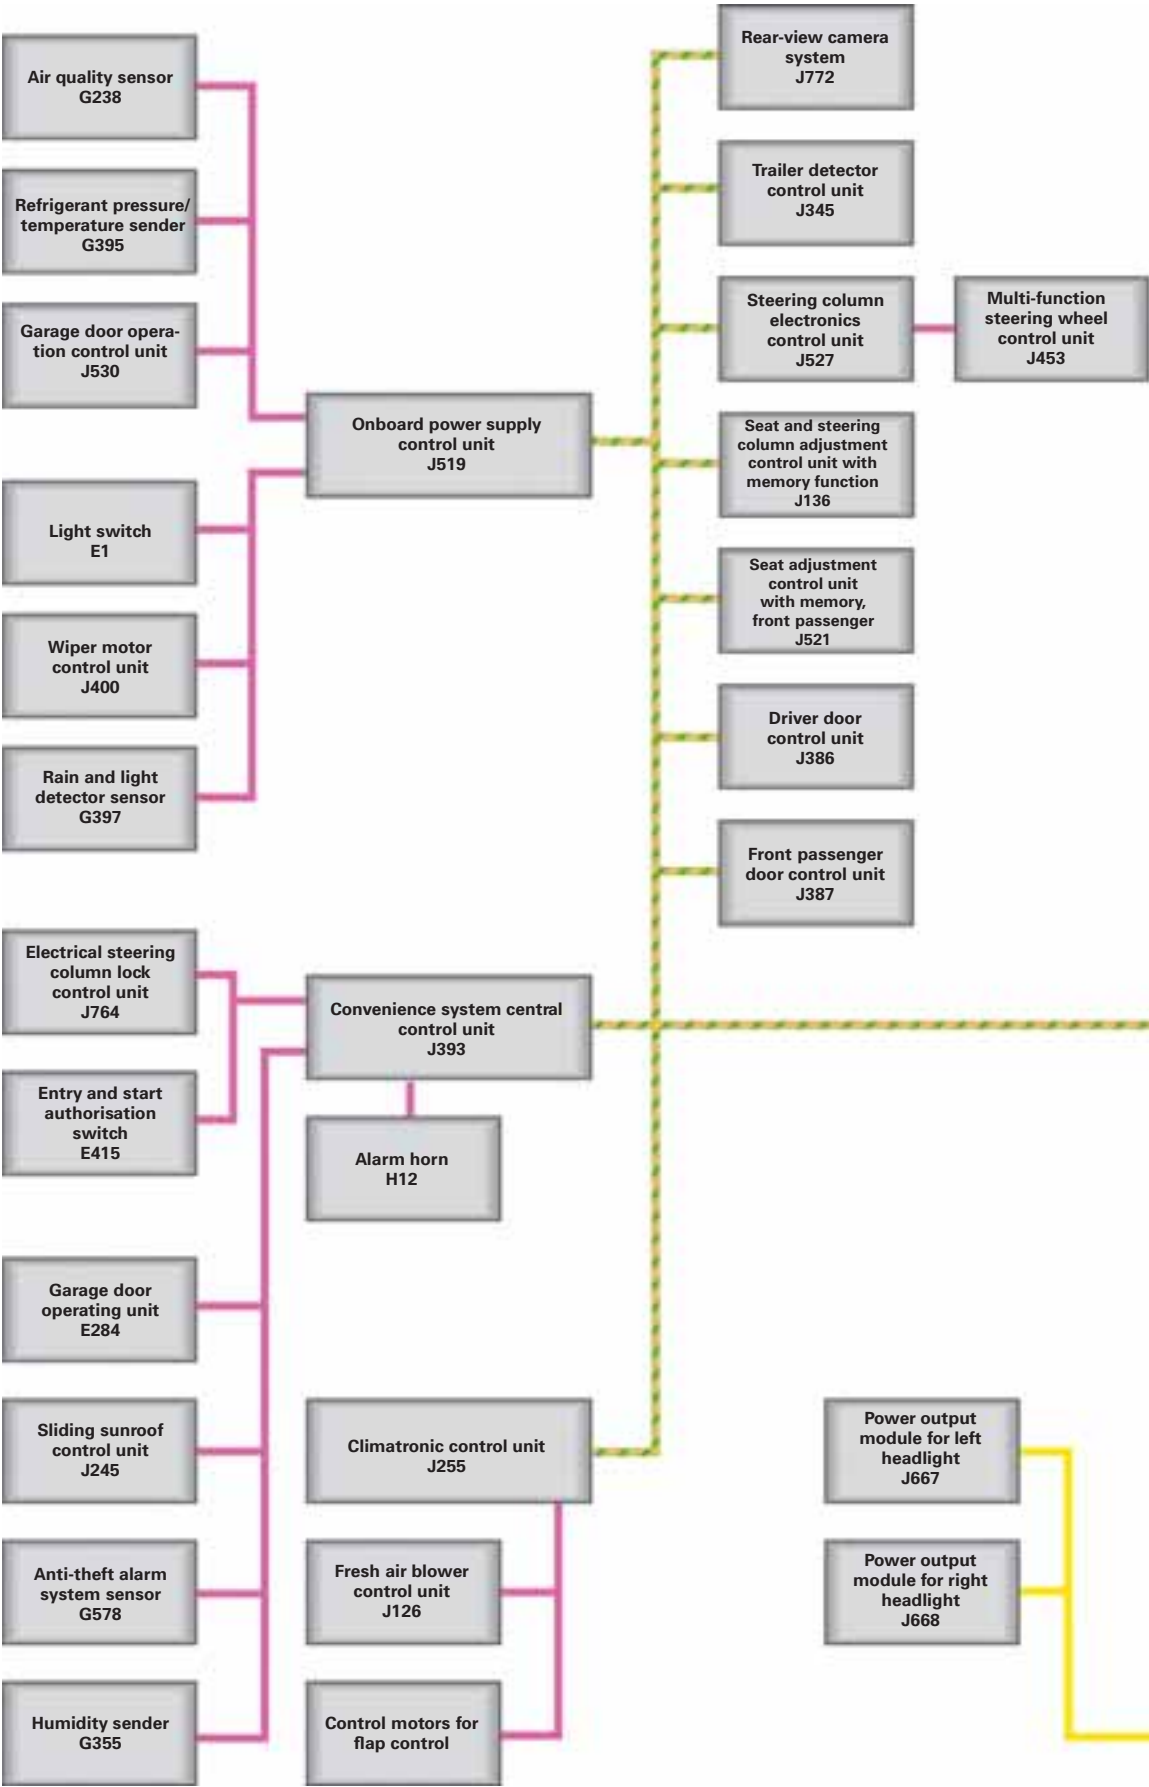 Air quality sensor
G238
Refrigerant pressure/
temperature sender
G395
Garage door opera-
tion control unit
J530
Light switch
E1
Wiper motor
control unit
J400
Rain and light
detector sensor
G397
Electrical steering
column lock
control unit
J764
Entry and start
authorisation
switch
E415
Garage door
operating unit
E284
Sliding sunroof
control unit
J245
Anti-theft alarm
system sensor
G578
Humidity sender
G355
Onboard power supply
control unit
J519
Convenience system central
control unit
J393
Alarm horn
H12
Climatronic control unit
J255
Fresh air blower
control unit
J126
Control motors for
flap control
Rear-view camera
system
J772
Trailer detector
control unit
J345
Steering column
electronics
control unit
J527
Multi-function
steering wheel
control unit
J453
Seat and steering
column adjustment
control unit with
memory function
J136
Seat adjustment
control unit
with memory,
front passenger
J521
Driver door
control unit
J386
Front passenger
door control unit
J387
Power output
module for left
headlight
J667
Power output
module for right
headlight
J668